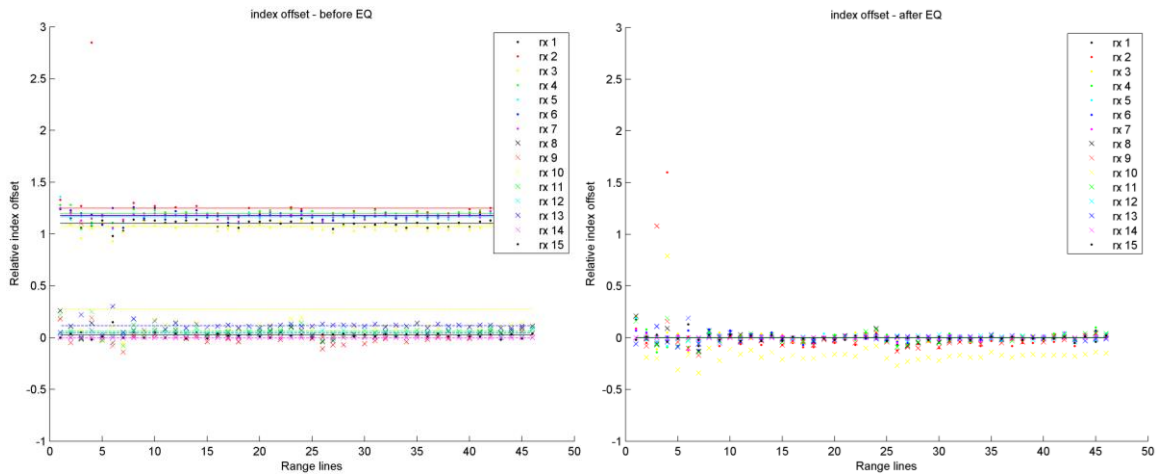 index offset - before EQ
3
2.5
2
1.5
1
0.5
0
-0.5
-1
Relative index offset
0 5 10 15 20 25 30 35 40 45 50
Range lines
rx 1
rx 2
rx 3
rx 4
rx 5
rx 6
rx 7
rx 8
rx 9
rx 10
rx 11
rx 12
rx 13
rx 14
rx 15
index offset - after EQ
3
2.5
2
1.5
1
0.5
0
-0.5
-1
Relative index offset
0 5 10 15 20 25 30 35 40 45 50
Range lines
rx 1
rx 2
rx 3
rx 4
rx 5
rx 6
rx 7
rx 8
rx 9
rx 10
rx 11
rx 12
rx 13
rx 14
rx 15